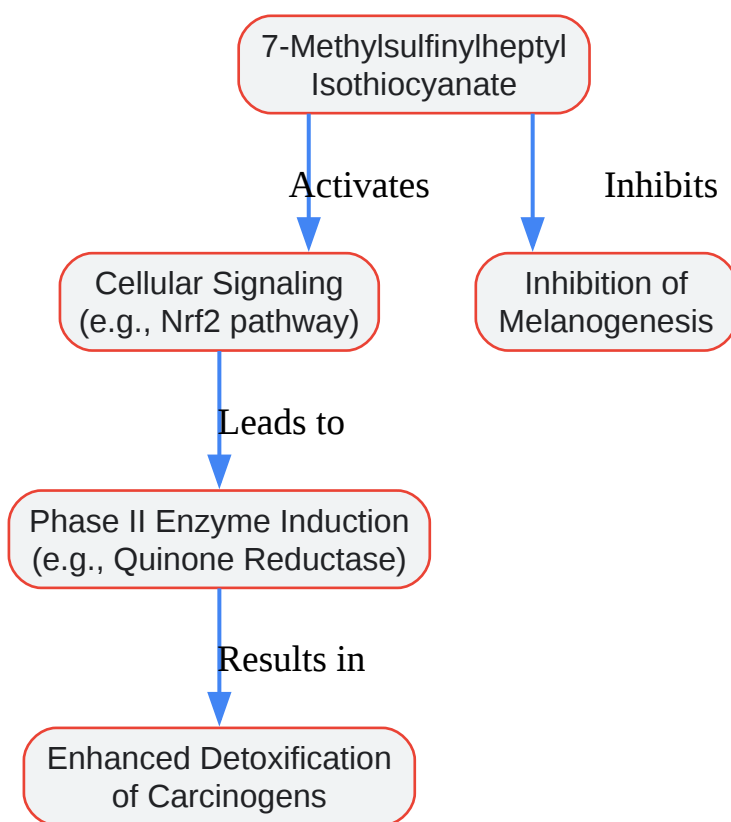 7-Methylsulfinylheptyl
Isothiocyanate
Activates
Inhibits
Cellular Signaling
(e.g., Nrf2 pathway)
Inhibition of
Melanogenesis
Leads to
Phase II Enzyme Induction
(e.g., Quinone Reductase)
Results in
Enhanced Detoxification
of Carcinogens